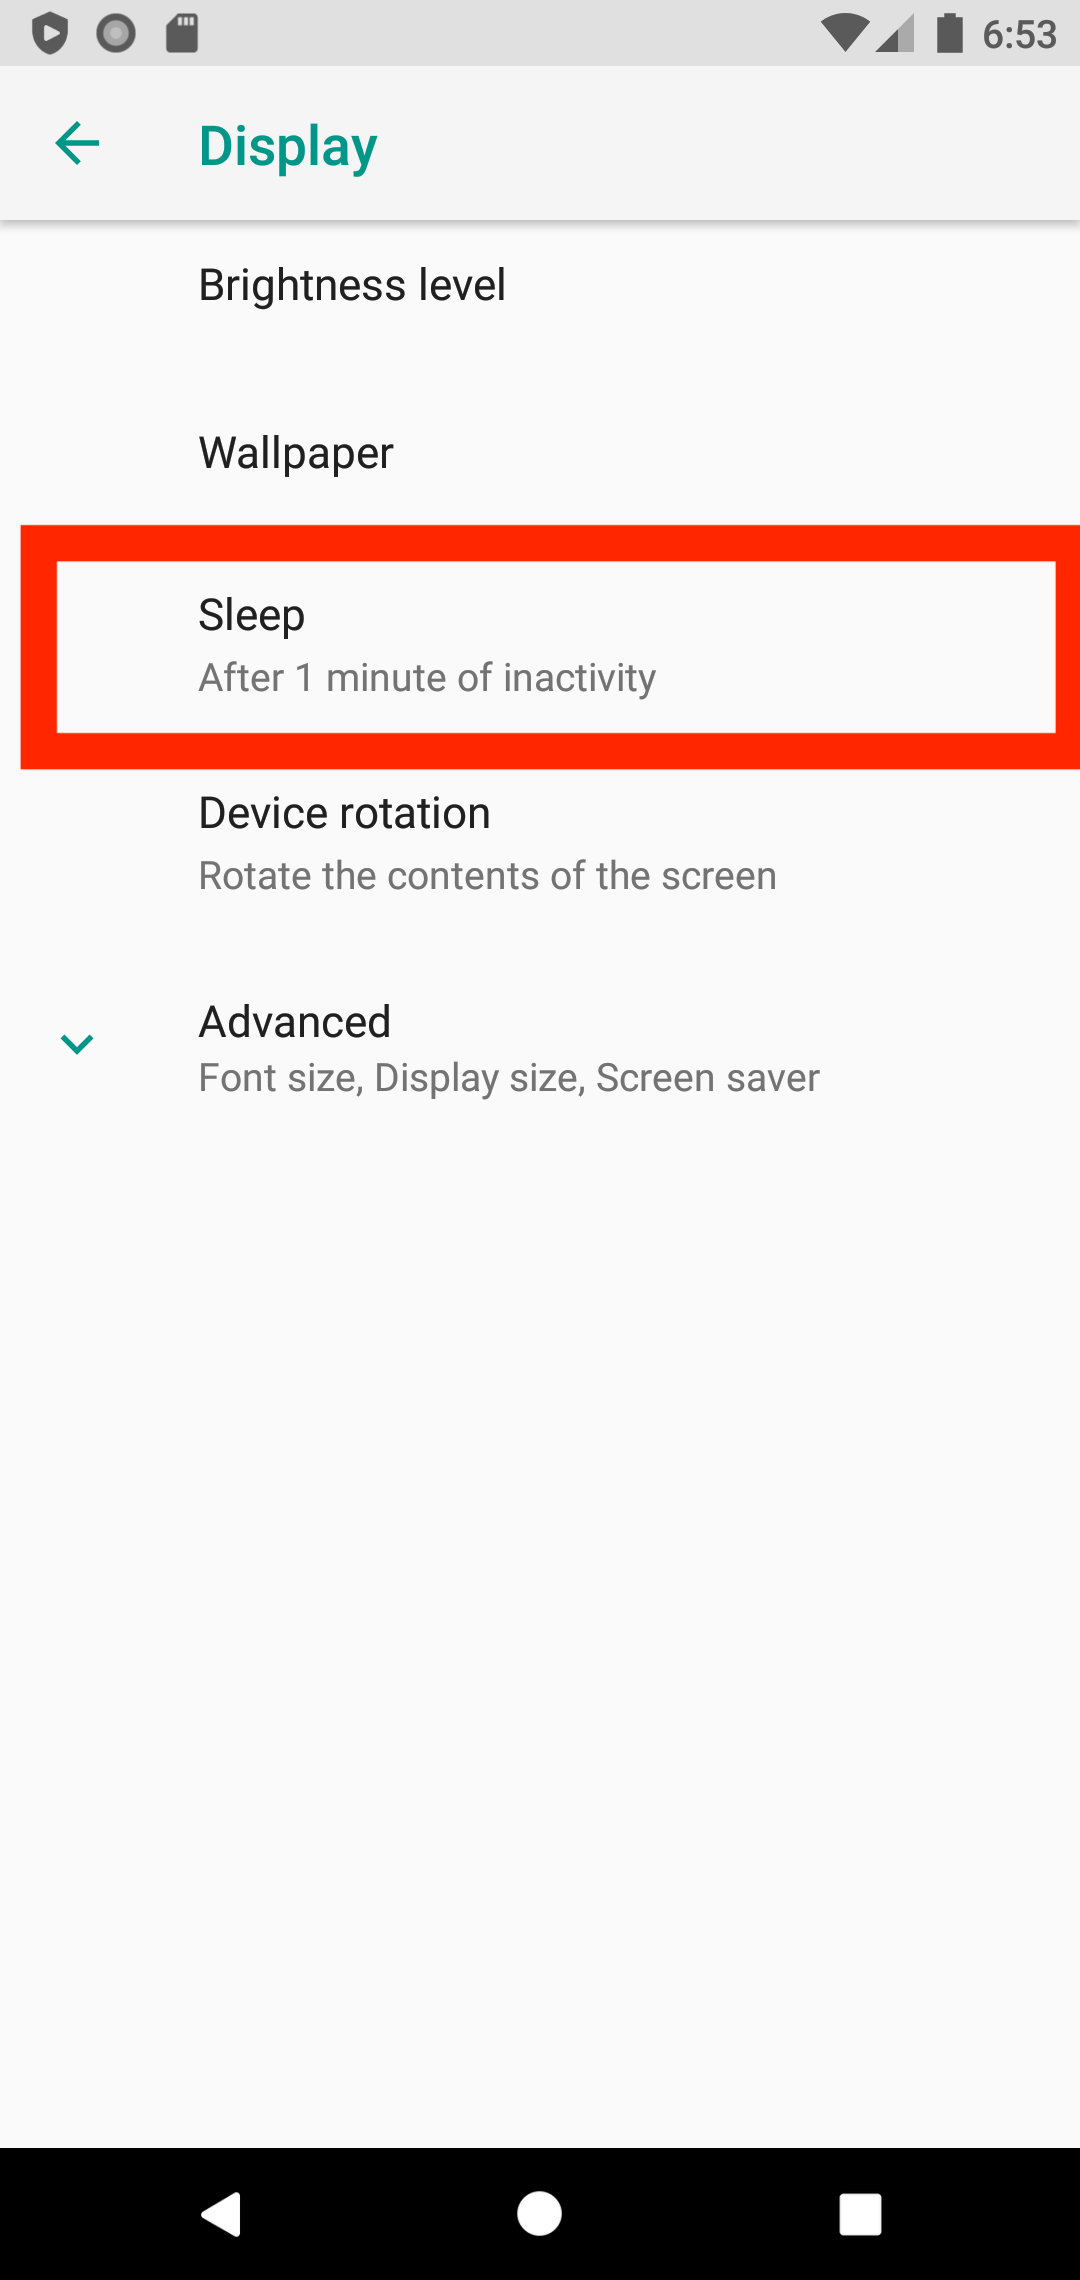 6:53
Display
Brightness level
Wallpaper
Sleep
After 1 minute of inactivity
Device rotation
Rotate the contents of the screen
Advanced
Font size, Display size, Screen saver